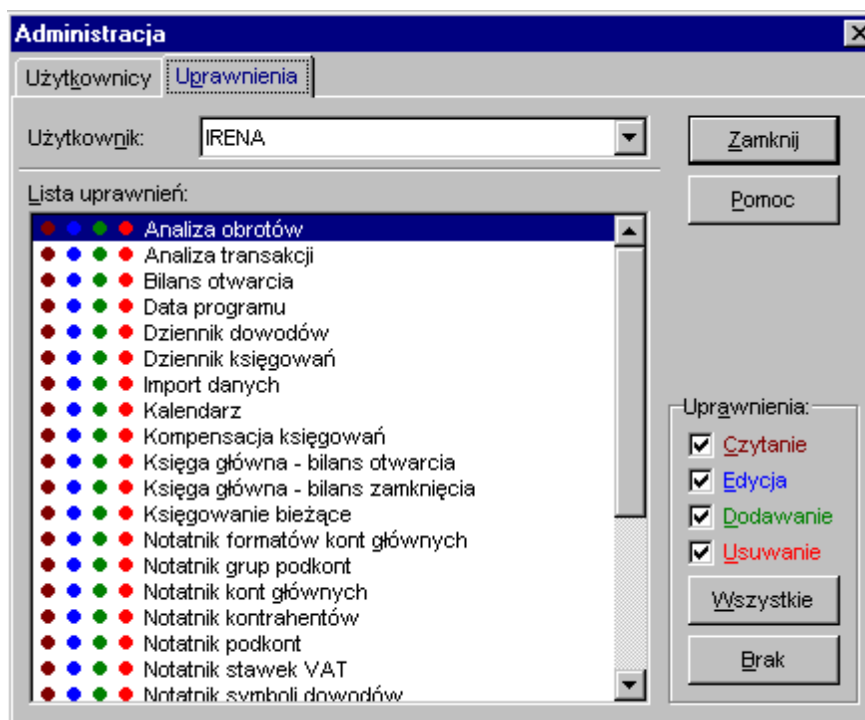 Administracja
Użytkownicy
Uprawnienia
Użytkownik:
IRENA
Zamknij
Pomoc
Lista uprawnień:
Analiza obrotów
Analiza transakcji
Bilans otwarcia
Data programu
Dziennik dowodów
Dziennik księgowań
Import danych
Kalendarz
Kompensacja księgowań
Księga główna - bilans otwarcia
Księga główna - bilans zamknięcia
Księgowanie bieżące
Notatnik formatów kont głównych
Notatnik grup podkont
Notatnik kont głównych
Notatnik kontrahentów
Notatnik podkont
Notatnik stawek VAT
Notatnik symboli dowodów
Uprawnienia:
Czytanie
Edycja
Dodawanie
Usuwanie
Wszystkie
Brak